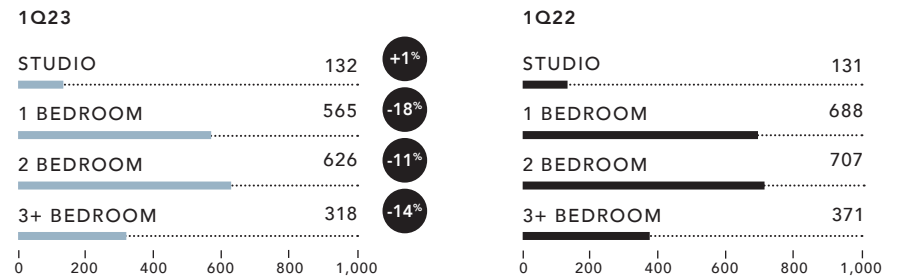 1Q23
STUDIO 132 +1%
1 BEDROOM 565 -18%
2 BEDROOM 626 -11%
3+ BEDROOM 318 -14%
0 200 400 600 800 1,000
1Q22
STUDIO 131
1 BEDROOM 688
2 BEDROOM 707
3+ BEDROOM 371
0 200 400 600 800 1,000